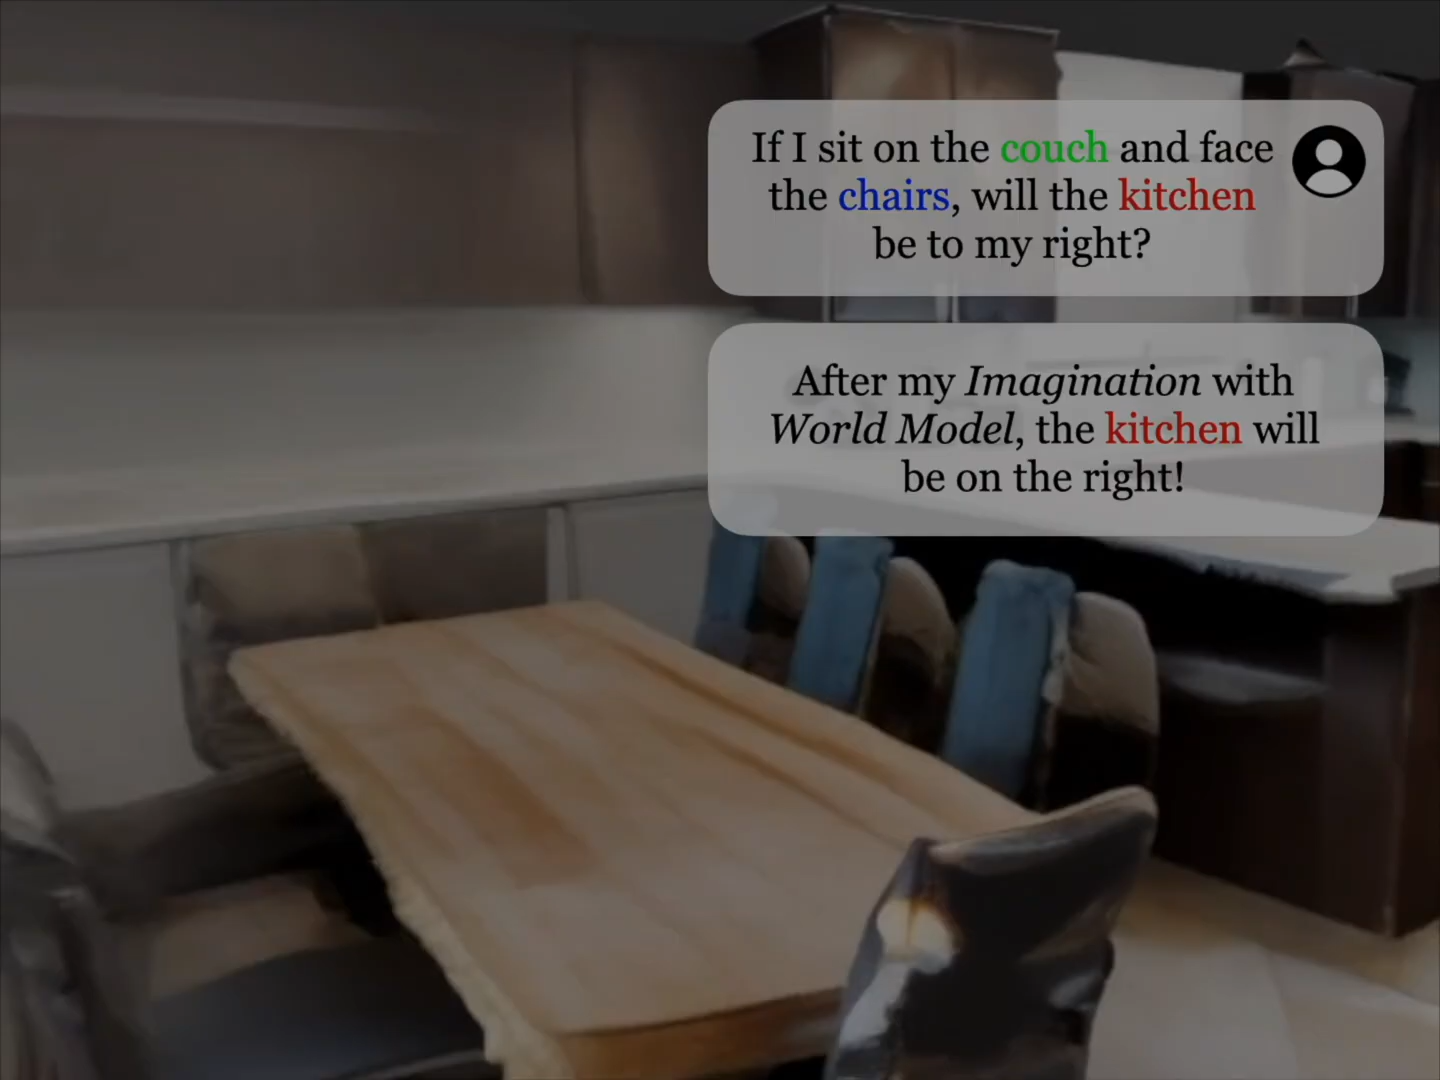 If I sit on the couch and face
the chairs, will the kitchen
be to my right?
After my Imagination with
World Model, the kitchen will
be on the right!